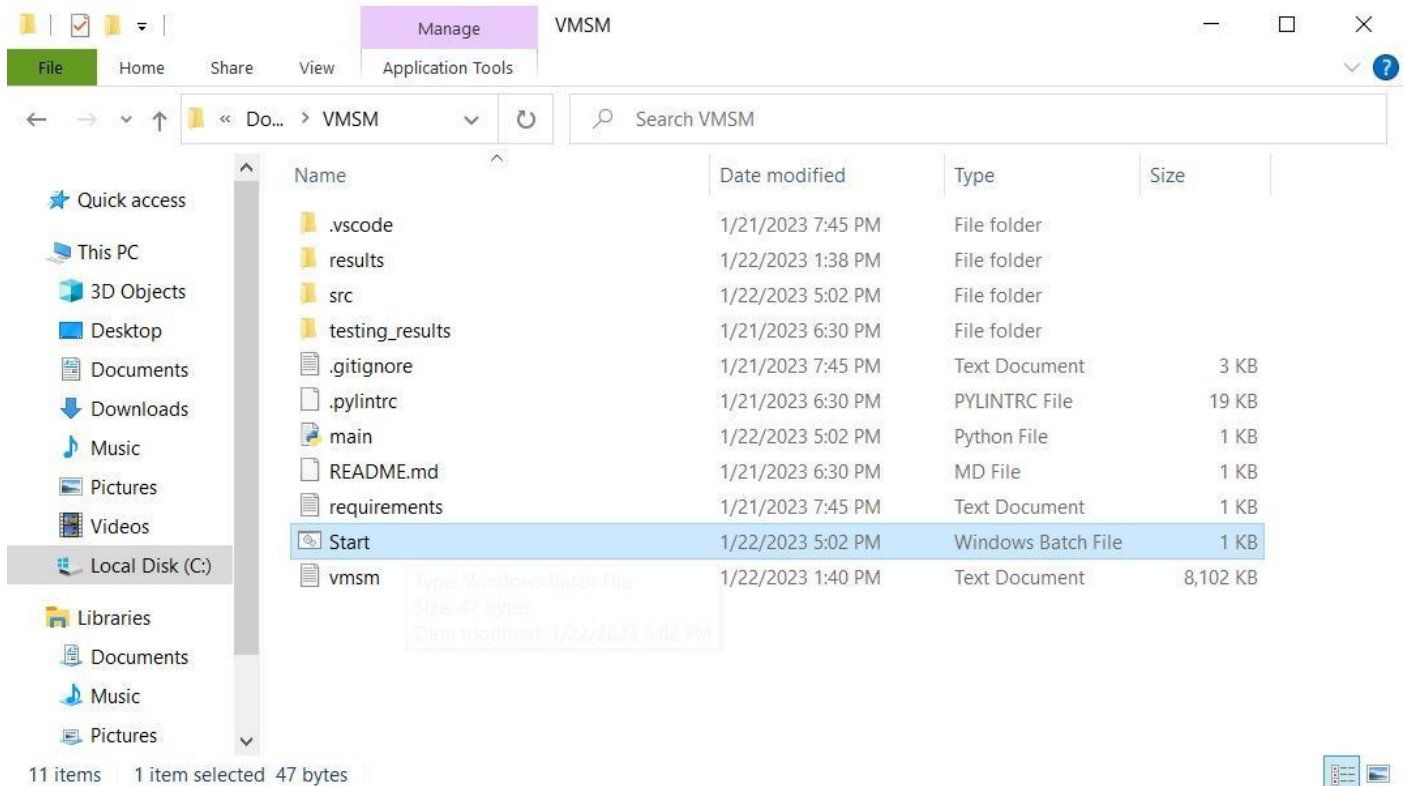 Manage VMSM
File Home Share View Application Tools
« Do... > VMSM Search VMSM
Name Date modified Type Size
Quick access
This PC
3D Objects
Desktop
Documents
Downloads
Music
Pictures
Videos
Local Disk (C:)
Libraries
Documents
Music
Pictures
.vscode 1/21/2023 7:45 PM File folder
results 1/22/2023 1:38 PM File folder
src 1/22/2023 5:02 PM File folder
testing_results 1/21/2023 6:30 PM File folder
.gitignore 1/21/2023 7:45 PM Text Document 3 KB
.pylintrc 1/21/2023 6:30 PM PYLINTRC File 19 KB
main 1/22/2023 5:02 PM Python File 1 KB
README.md 1/21/2023 6:30 PM MD File 1 KB
requirements 1/21/2023 7:45 PM Text Document 1 KB
Start 1/22/2023 5:02 PM Windows Batch File 1 KB
vmsm 1/22/2023 1:40 PM Text Document 8,102 KB
Type: Windows Batch File
Size: 47 bytes
Date modified: 1/22/2023 5:02 PM
11 items 1 item selected 47 bytes